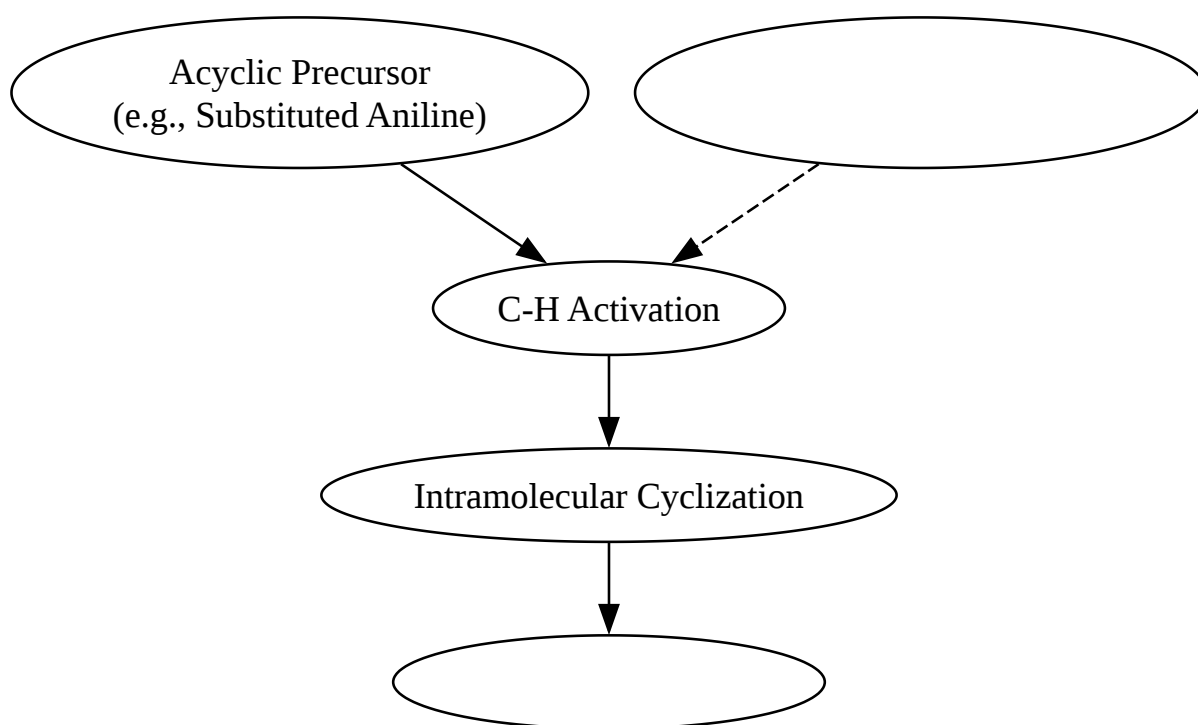 Acyclic Precursor
(e.g., Substituted Aniline)
C-H Activation
Intramolecular Cyclization